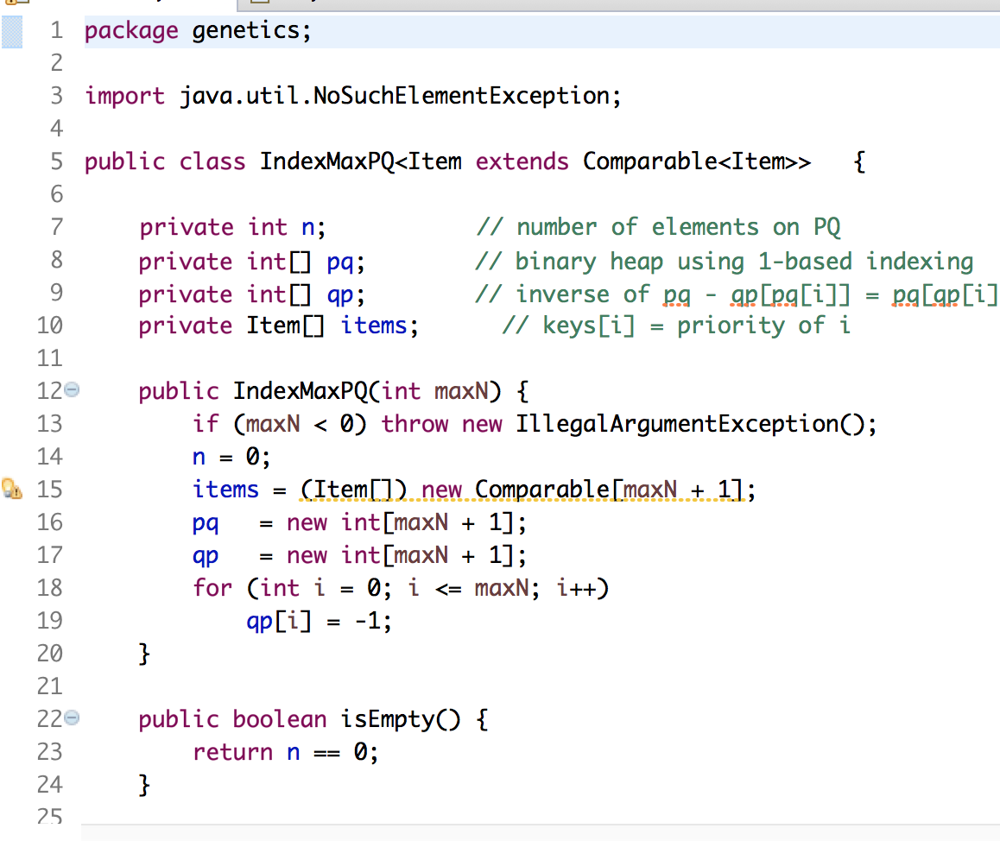 1 package genetics;
2
3 import java.util.NoSuchElementException;
4
5 public class IndexMaxPQ<Item extends Comparable<Item>>   {
6
7     private int n;           // number of elements on PQ
8     private int[] pq;        // binary heap using 1-based indexing
9     private int[] qp;        // inverse of pq - qp[pq[i]] = pq[qp[i]
10     private Item[] items;      // keys[i] = priority of i
11
12     public IndexMaxPQ(int maxN) {
13         if (maxN < 0) throw new IllegalArgumentException();
14         n = 0;
15         items = (Item[]) new Comparable[maxN + 1];
16         pq   = new int[maxN + 1];
17         qp   = new int[maxN + 1];
18         for (int i = 0; i <= maxN; i++)
19             qp[i] = -1;
20     }
21
22     public boolean isEmpty() {
23         return n == 0;
24     }
25